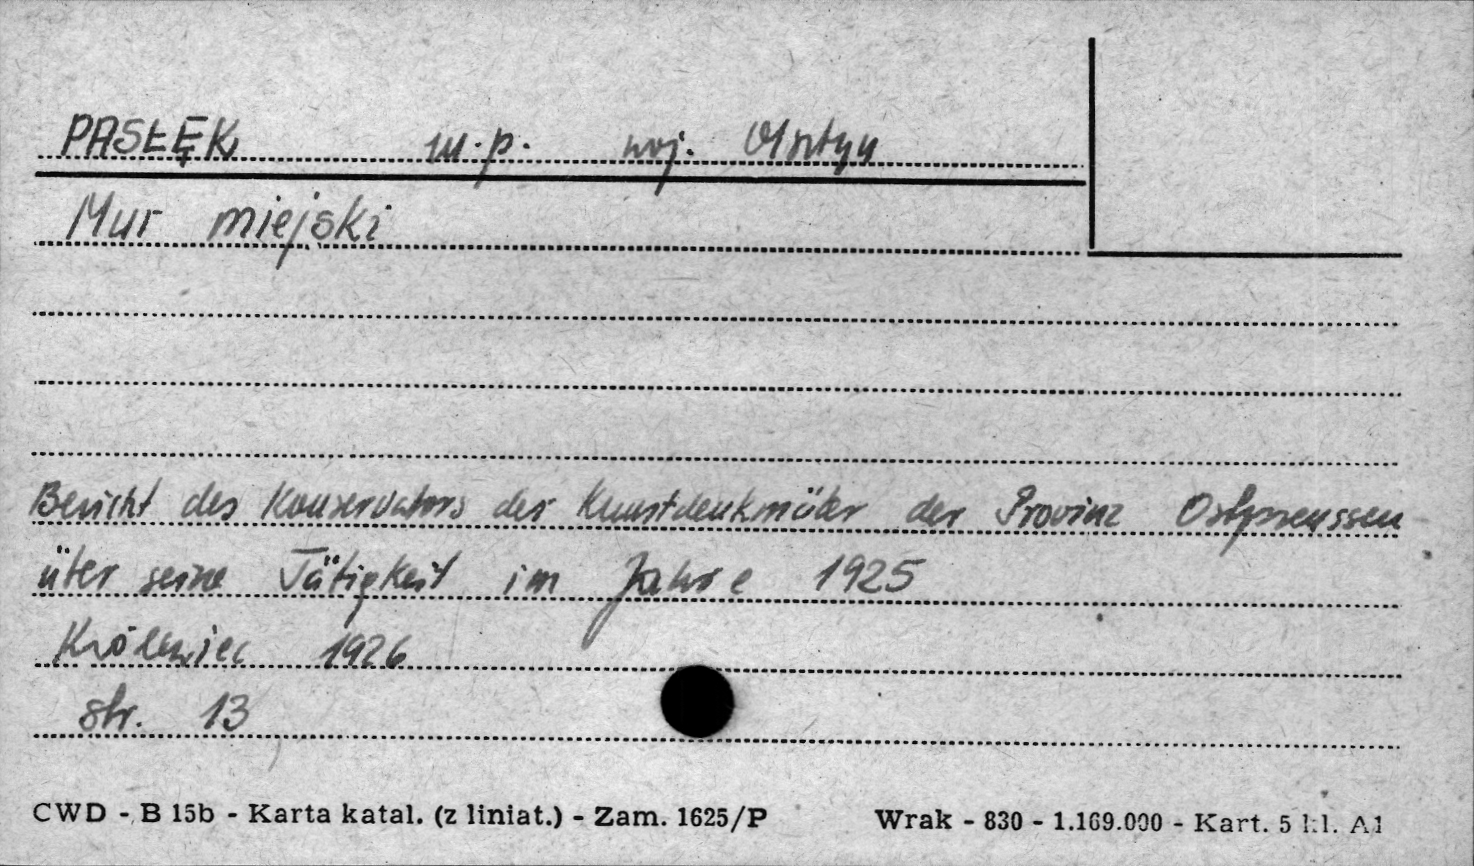 PASŁĘK m.p. woj. Olsztyn
Mur miejski
Bericht des Konservators der Kunstdenkmäler der Provinz Ostpreussen
über seine Tätigkeit im Jahre 1925
Królewiec 1926
str. 13
CWD - B 15b - Karta katal. (z liniat.) - Zam. 1625/P Wrak - 830 - 1.169.000 - Kart. 5 kl. A1